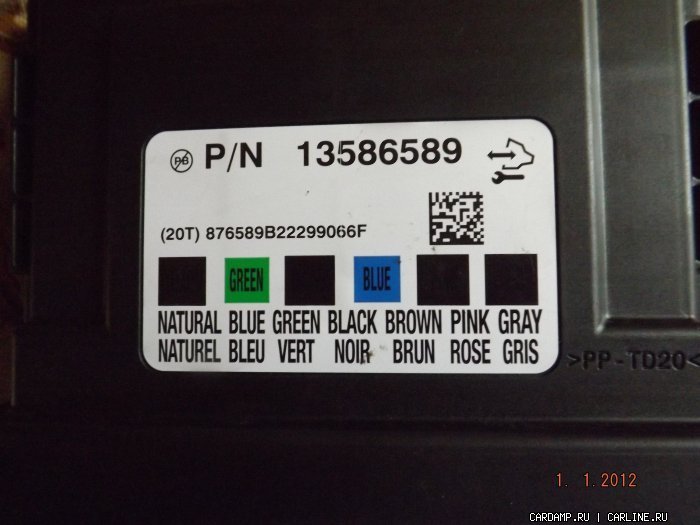 PB P/N 13586589
(20T) 876589B22299066F
GREEN BLUE
NATURAL BLUE GREEN BLACK BROWN PINK GRAY
NATUREL BLEU VERT NOIR BRUN ROSE GRIS
>PP-TD20<
1. 1.2012
CARDAMP.RU | CARLINE.RU